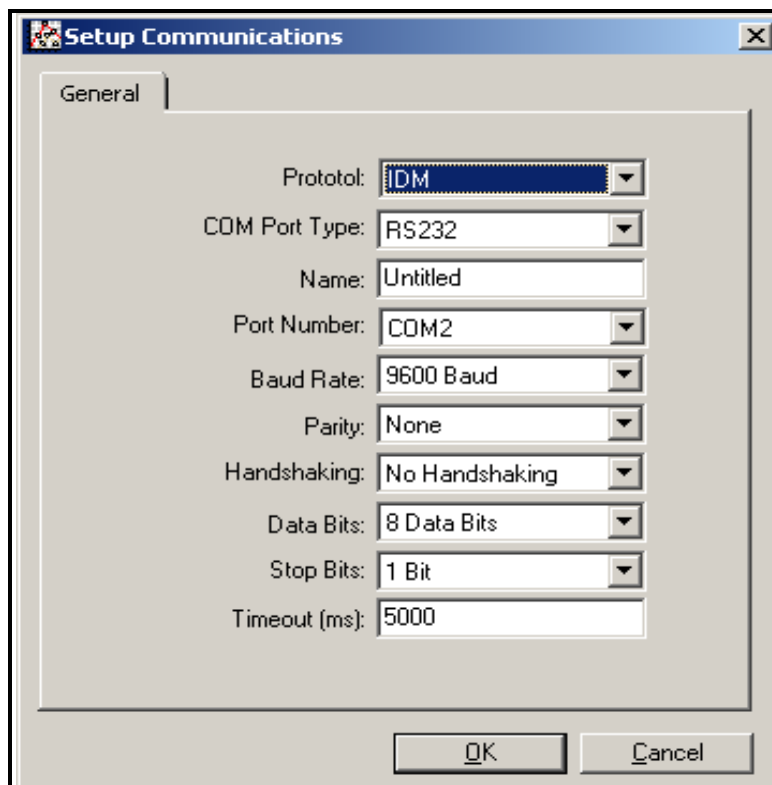 Setup Communications
General
Prototol: IDM
COM Port Type: RS232
Name: Untitled
Port Number: COM2
Baud Rate: 9600 Baud
Parity: None
Handshaking: No Handshaking
Data Bits: 8 Data Bits
Stop Bits: 1 Bit
Timeout (ms): 5000
OK Cancel